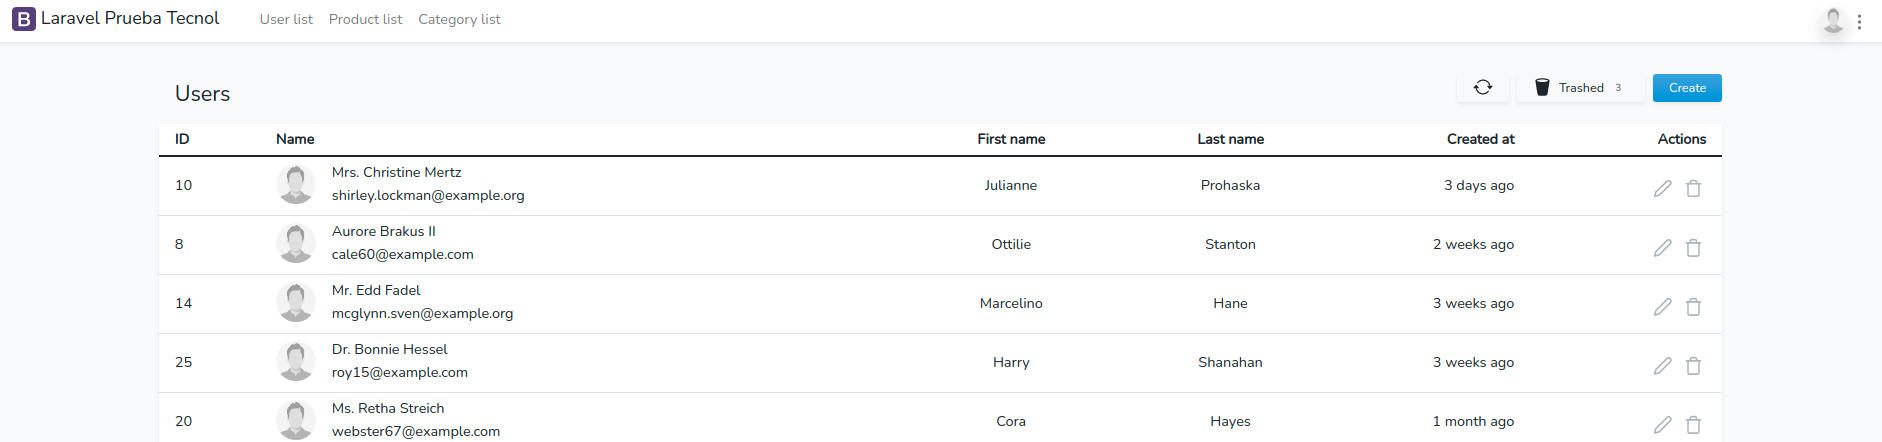 B Laravel Prueba Tecnol User list Product list Category list
Users Trashed 3 Create
ID Name First name Last name Created at Actions
Mrs. Christine Mertz
10 Julianne Prohaska 3 days ago
shirley.lockman@example.org
Aurore Brakus II
8 Ottilie Stanton 2 weeks ago
cale60@example.com
Mr. Edd Fadel
14 Marcelino Hane 3 weeks ago
mcglynn.sven@example.org
Dr. Bonnie Hessel
25 Harry Shanahan 3 weeks ago
roy15@example.com
Ms. Retha Streich
20 Cora Hayes 1 month ago
webster67@example.com